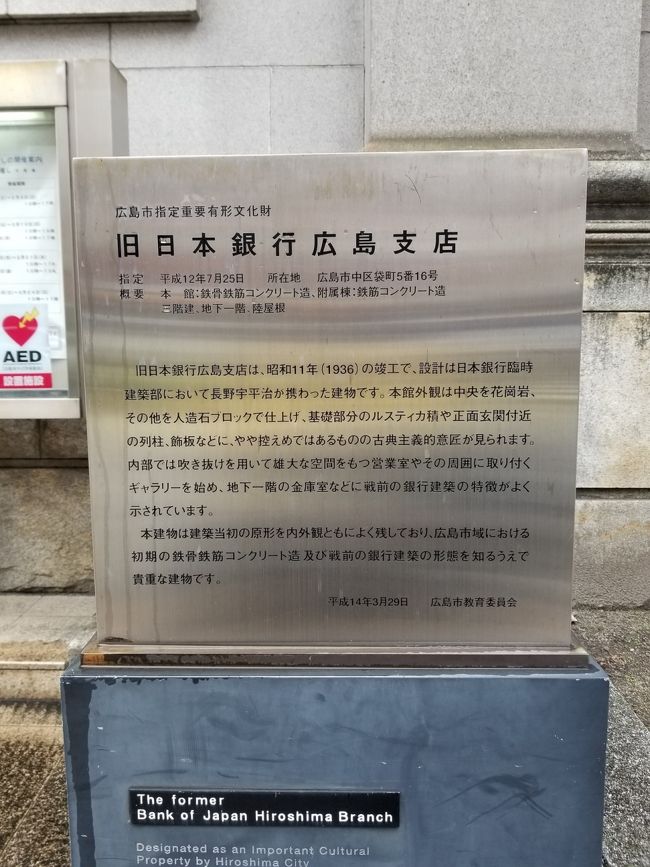 広島市指定重要有形文化財
旧日本銀行広島支店
指定 平成12年7月25日 所在地 広島市中区袋町5番16号
概要 本 館:鉄骨鉄筋コンクリート造、附属棟:鉄筋コンクリート造
三階建、地下一階、陸屋根
旧日本銀行広島支店は、昭和11年(1936)の竣工で、設計は日本銀行臨時
建築部において長野宇平治が携わった建物です。本館外観は中央を花崗岩、
その他を人造石ブロックで仕上げ、基礎部分のルスティカ積や正面玄関付近
の列柱、飾板などに、やや控えめではあるものの古典主義的意匠が見られます。
内部では吹き抜けを用いて雄大な空間をもつ営業室やその周囲に取り付く
ギャラリーを始め、地下一階の金庫室などに戦前の銀行建築の特徴がよく
示されています。
本建物は建築当初の原形を内外観ともによく残しており、広島市域における
初期の鉄骨鉄筋コンクリート造及び戦前の銀行建築の形態を知るうえで
貴重な建物です。
平成14年3月29日 広島市教育委員会
The former
Bank of Japan Hiroshima Branch
Designated as an Important Cultural
Property by Hiroshima City
AED
設置施設